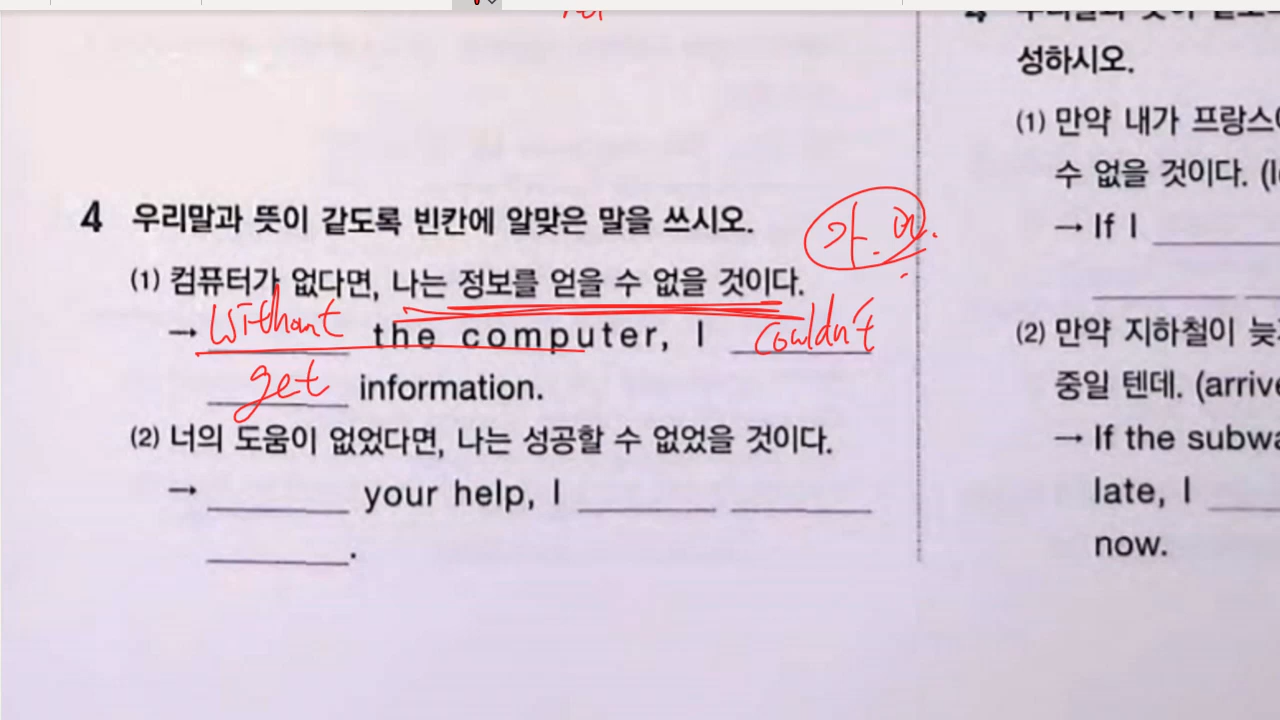 성하시오.
(1) 만약 내가 프랑스
수 없을 것이다.
→ If I
(2) 만약 지하철이
중일 텐데. (arrive
→ If the subwa
late, I
now.
4 우리말과 뜻이 같도록 빈칸에 알맞은 말을 쓰시오.
(1) 컴퓨터가 없다면, 나는 정보를 얻을 수 없을 것이다.
→ without the computer, I couldn't
get information.
(2) 너의 도움이 없었다면, 나는 성공할 수 없었을 것이다.
→ your help, I
.